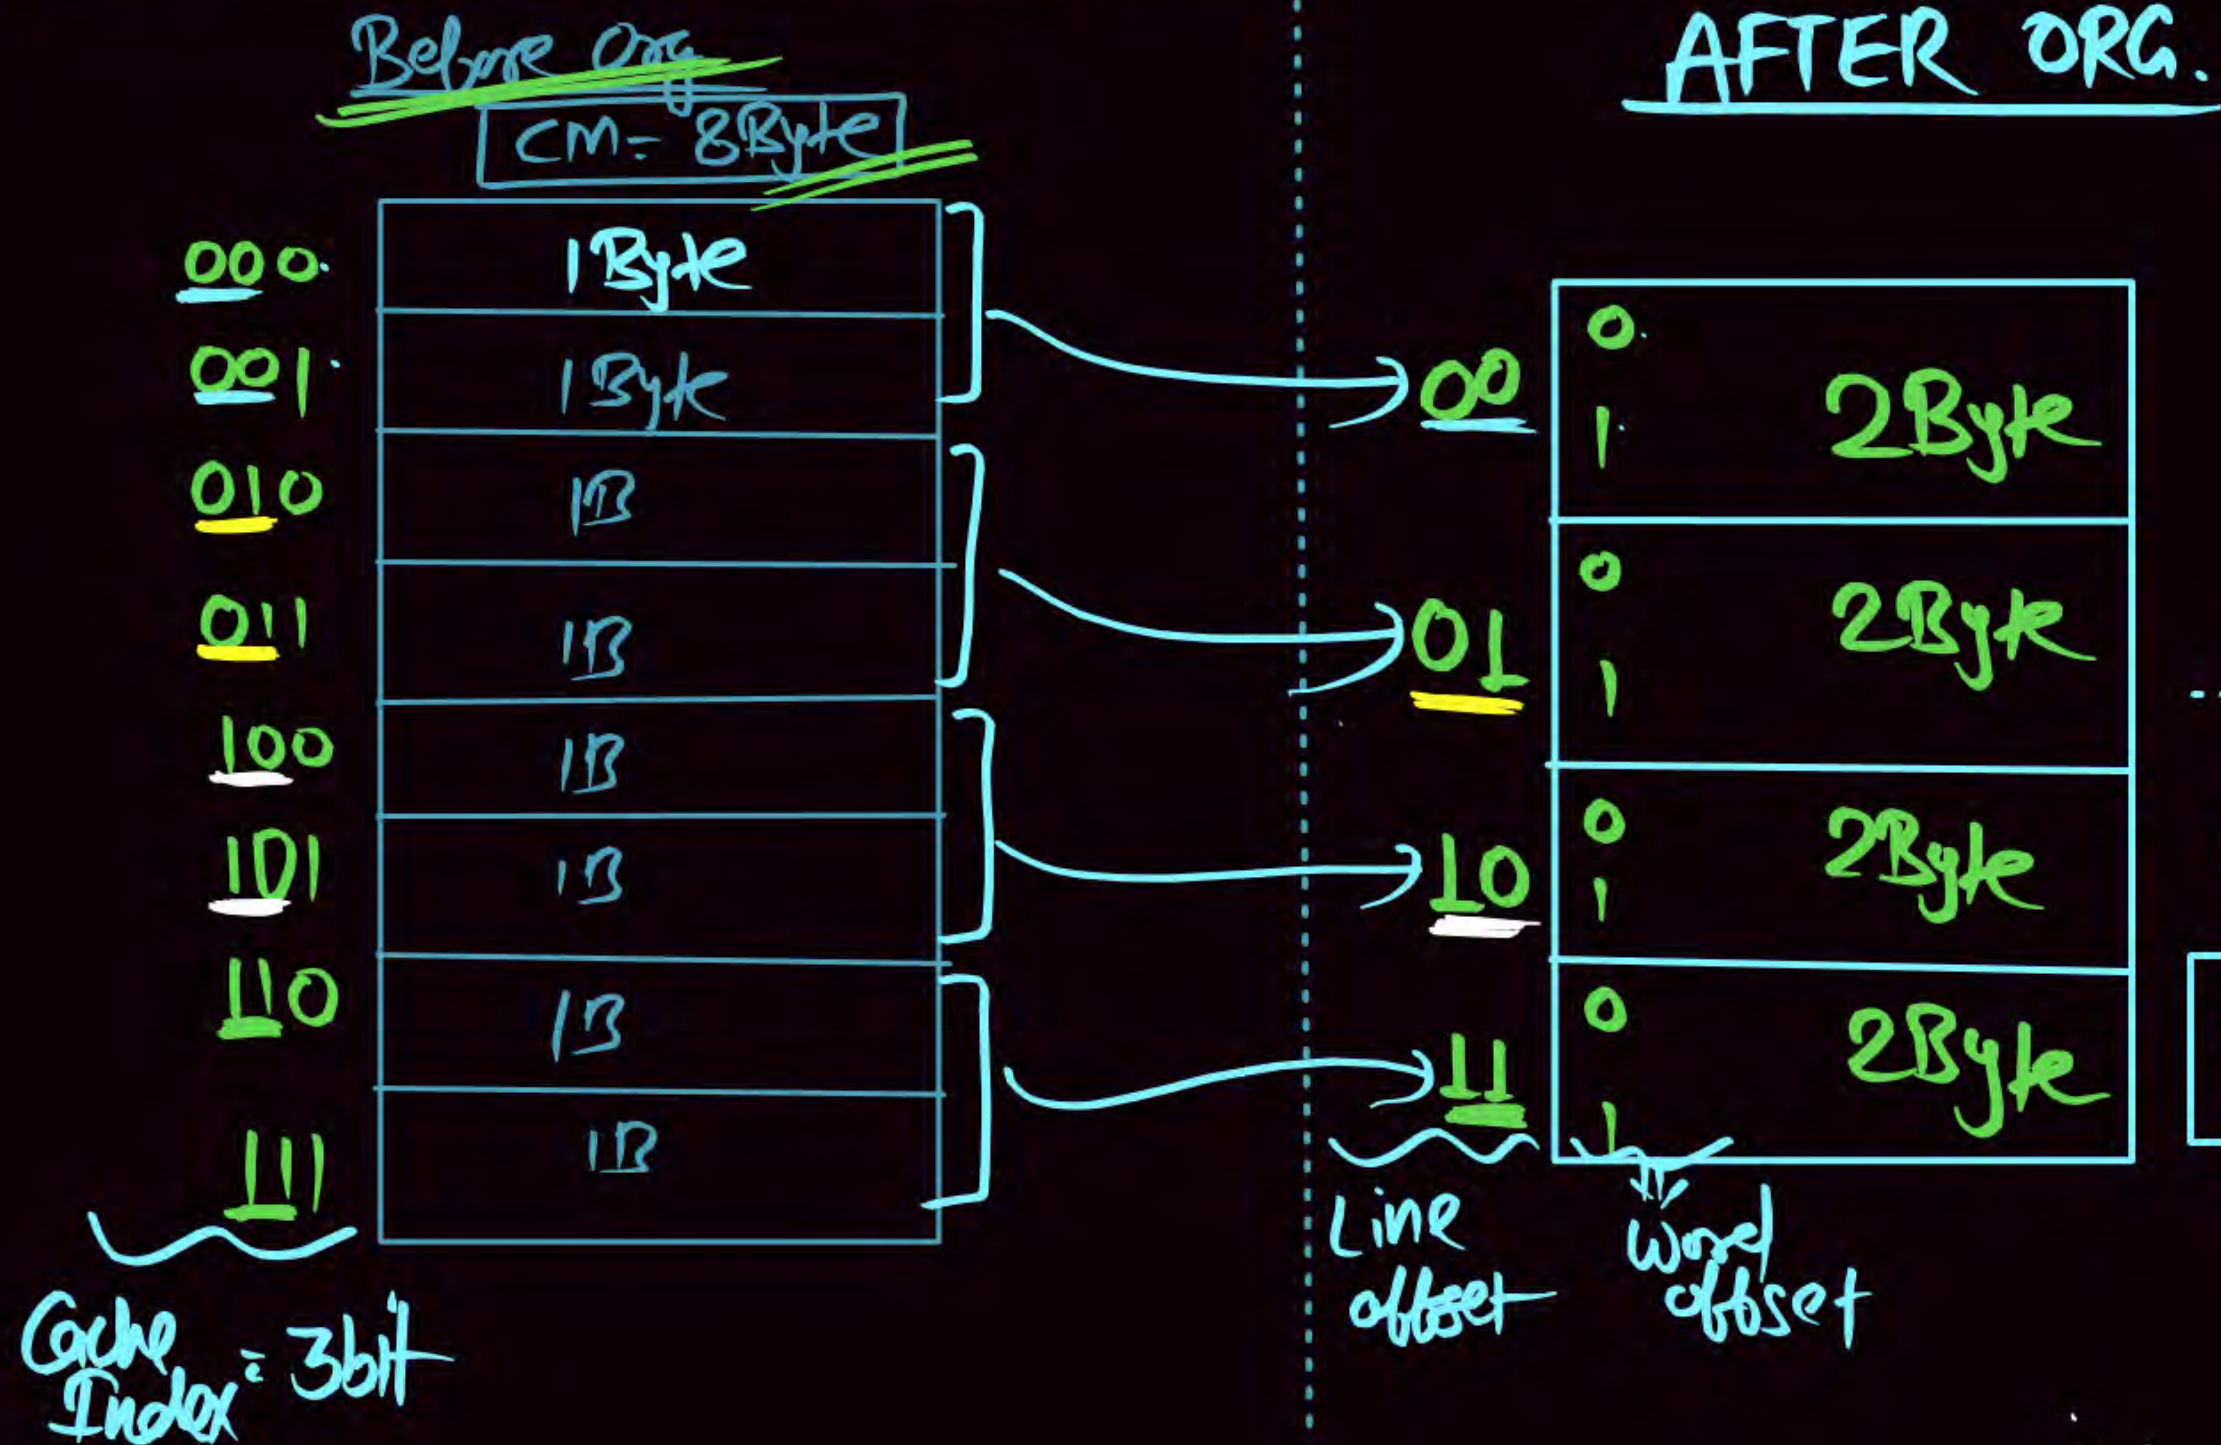 Before Org
CM = 8Byte
000 1Byte
001 1Byte
010 1B
011 1B
100 1B
101 1B
110 1B
111 1B
Cache Index = 3bit
AFTER ORG.
00 0 1 2Byte
01 0 1 2Byte
10 0 1 2Byte
11 0 1 2Byte
Line offset
Word offset